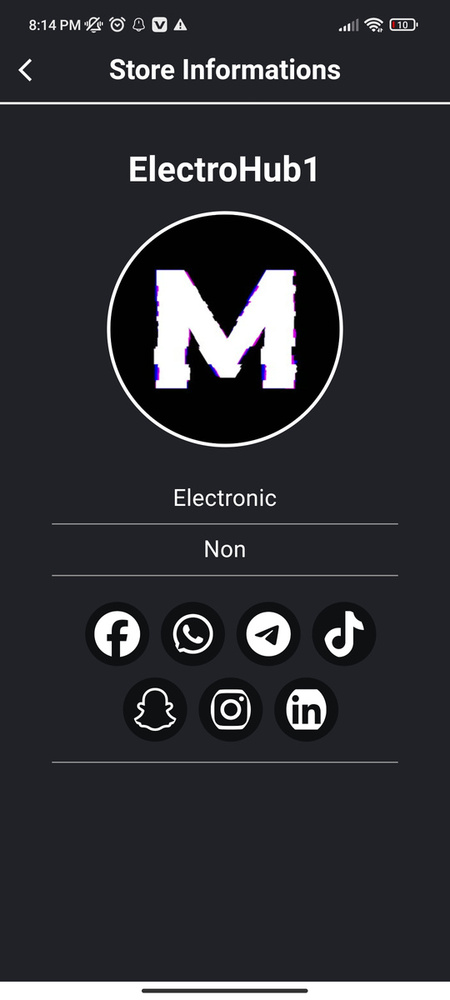 8:14 PM
10
Store Informations
ElectroHub1
M
Electronic
Non